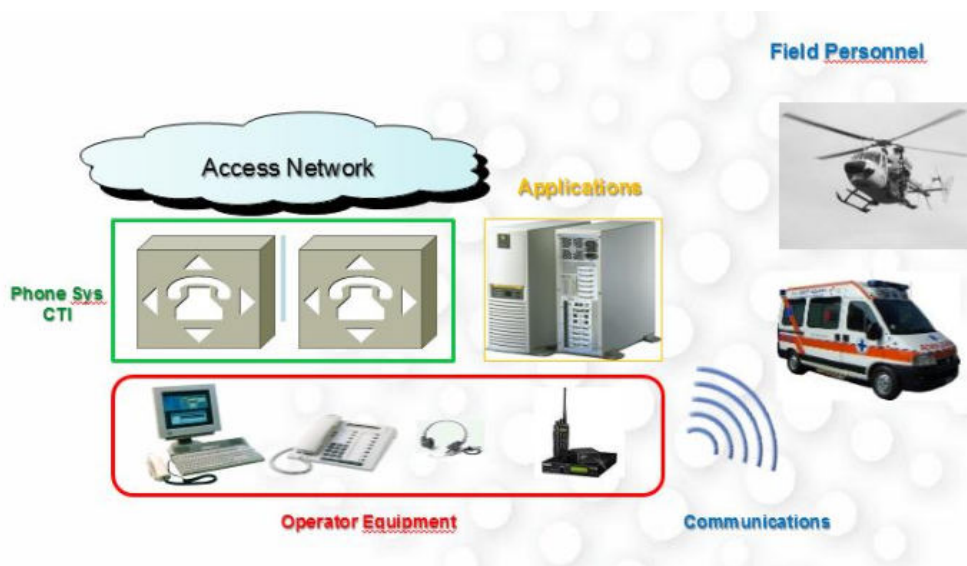 Field Personnel
Access Network
Applications
Phone Sys
CTI
Operator Equipment
Communications